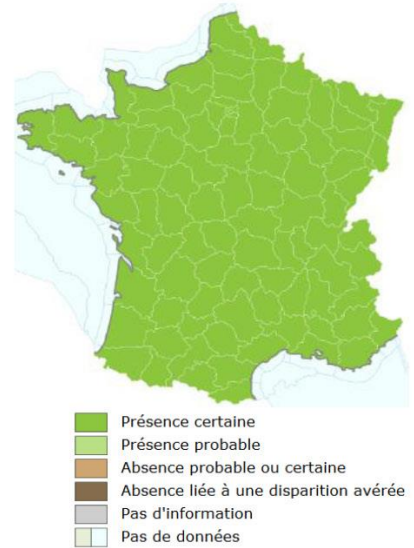 Présence certaine
Présence probable
Absence probable ou certaine
Absence liée à une disparition avérée
Pas d'information
Pas de données